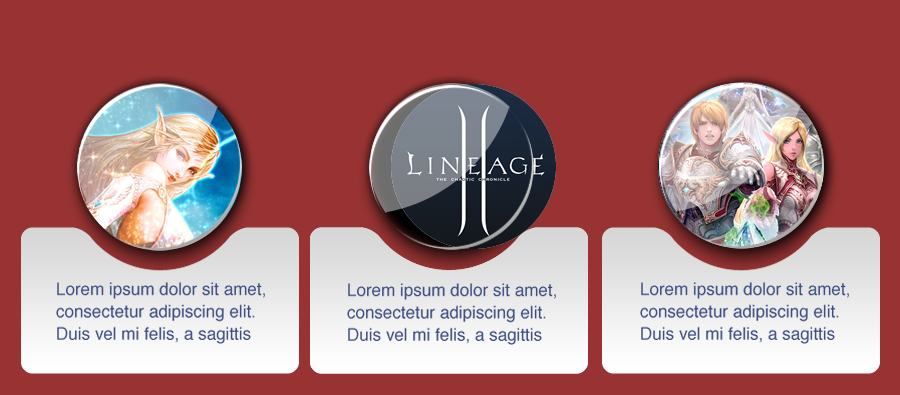 LINEAGE
II
THE CHAOTIC CHRONICLE
Lorem ipsum dolor sit amet,
consectetur adipiscing elit.
Duis vel mi felis, a sagittis
Lorem ipsum dolor sit amet,
consectetur adipiscing elit.
Duis vel mi felis, a sagittis
Lorem ipsum dolor sit amet,
consectetur adipiscing elit.
Duis vel mi felis, a sagittis